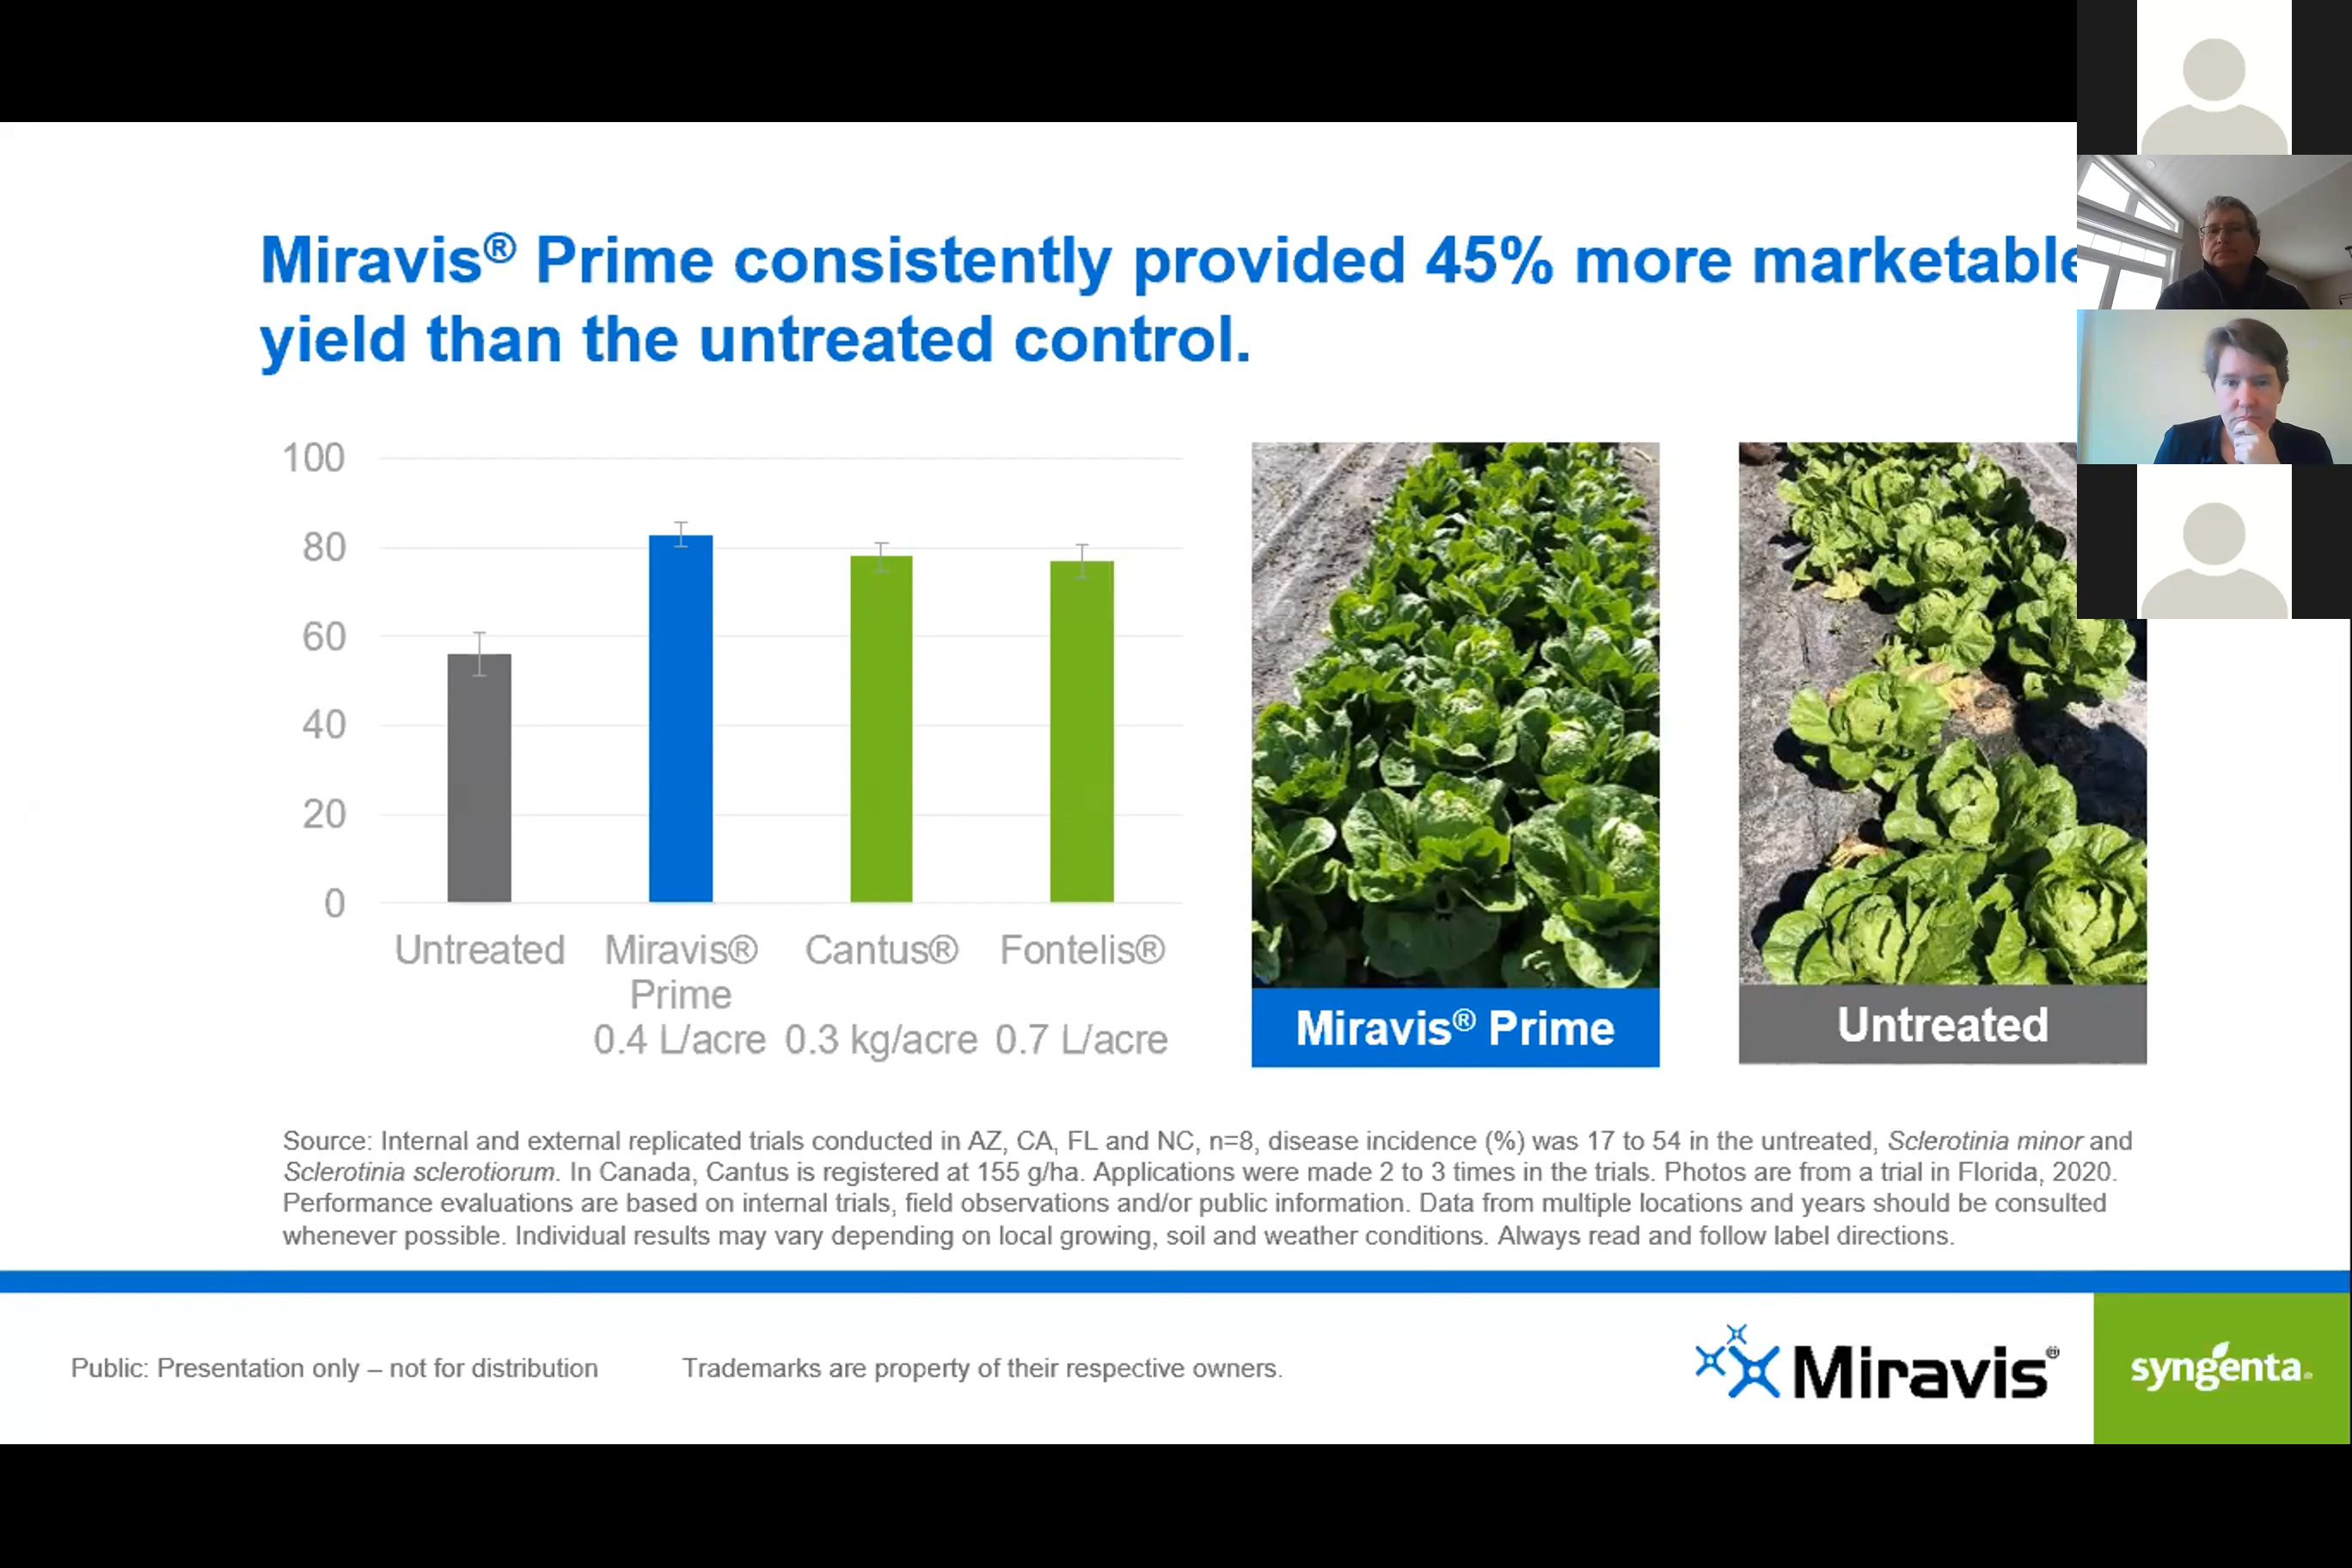 Miravis® Prime consistently provided 45% more marketable
yield than the untreated control.
100
80
60
40
20
0
Untreated
Miravis® Prime
0.4 L/acre
Cantus®
0.3 kg/acre
Fontelis®
0.7 L/acre
Miravis® Prime
Untreated
Source: Internal and external replicated trials conducted in AZ, CA, FL and NC, n=8, disease incidence (%) was 17 to 54 in the untreated, Sclerotinia minor and
Sclerotinia sclerotiorum. In Canada, Cantus is registered at 155 g/ha. Applications were made 2 to 3 times in the trials. Photos are from a trial in Florida, 2020.
Performance evaluations are based on internal trials, field observations and/or public information. Data from multiple locations and years should be consulted
whenever possible. Individual results may vary depending on local growing, soil and weather conditions. Always read and follow label directions.
Public: Presentation only – not for distribution
Trademarks are property of their respective owners.
Miravis®
syngenta®